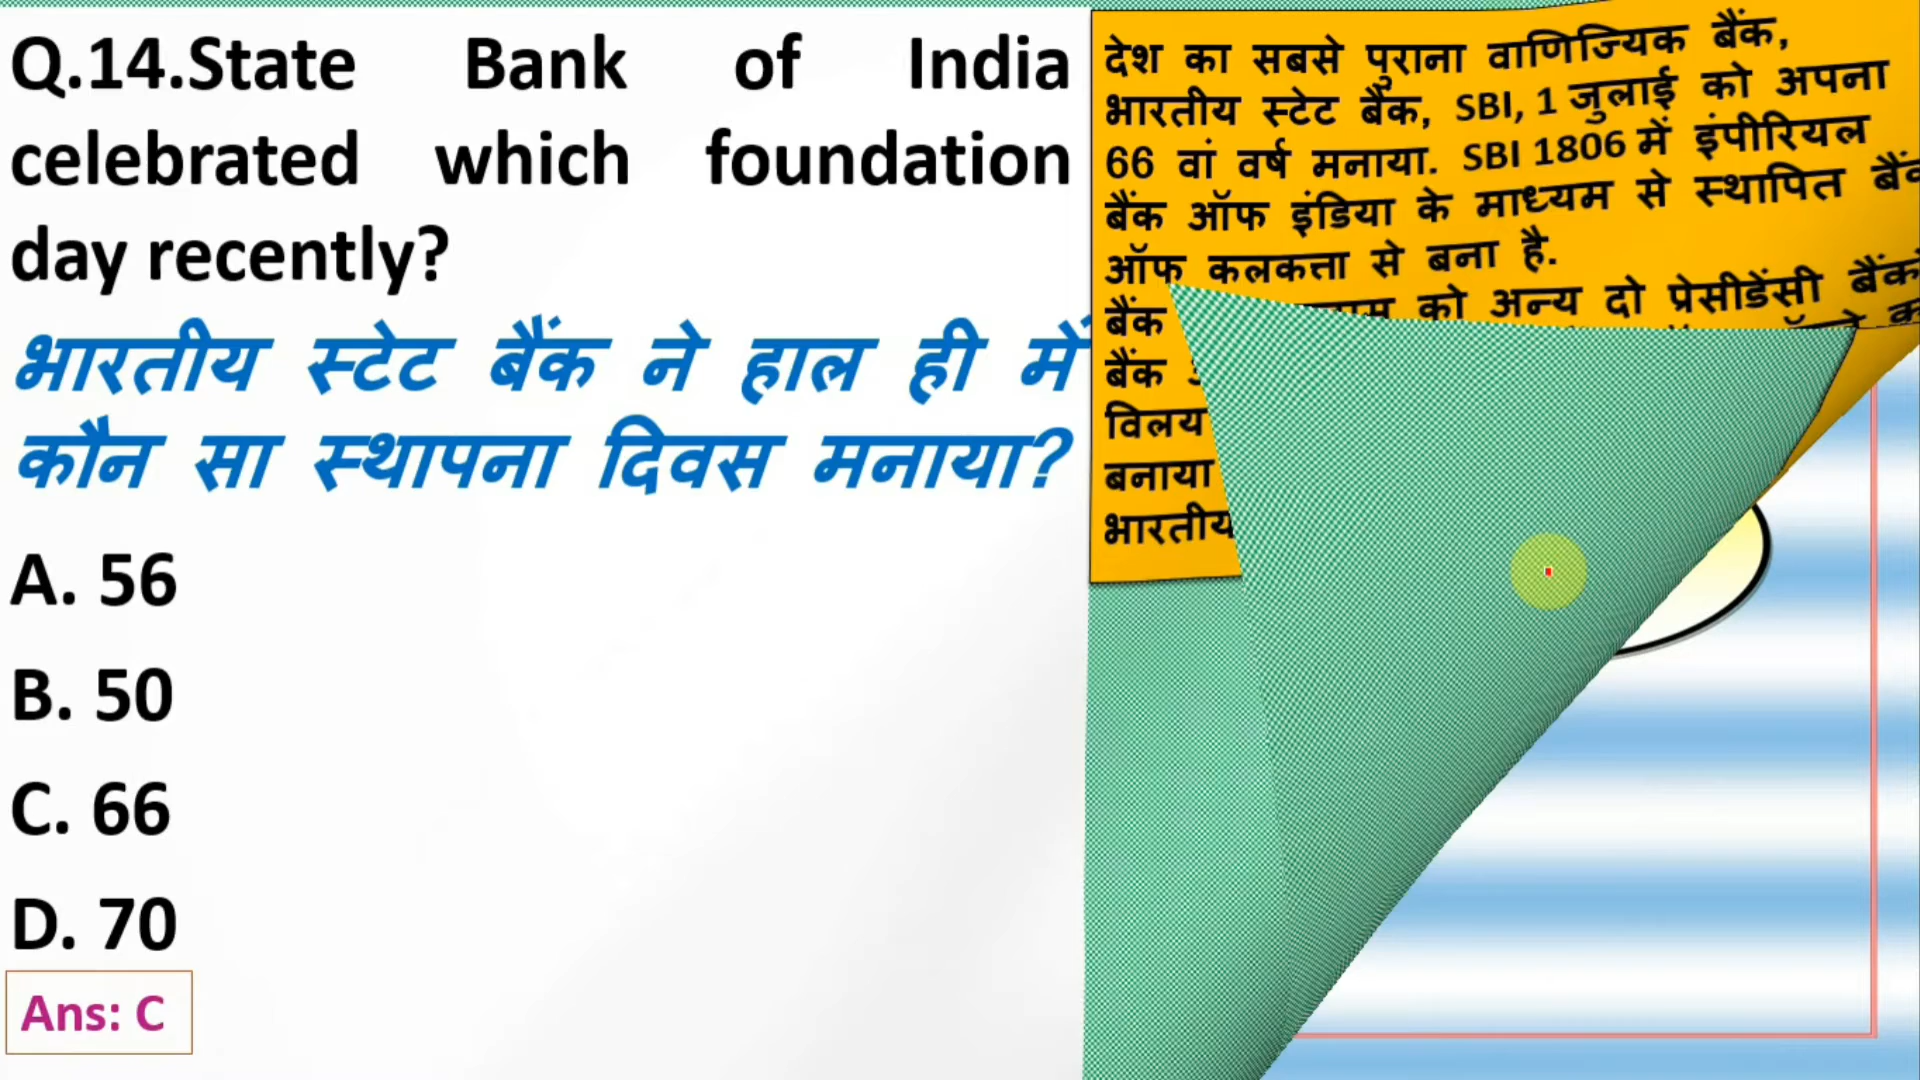 Q.14.State Bank of India
celebrated which foundation
day recently?
भारतीय स्टेट बैंक ने हाल ही में
कौन सा स्थापना दिवस मनाया?
A. 56
B. 50
C. 66
D. 70
Ans: C
देश का सबसे पुराना वाणिज्यिक बैंक,
भारतीय स्टेट बैंक, SBI, 1 जुलाई को अपना
66 वां वर्ष मनाया. SBI 1806 में इंपीरियल
बैंक ऑफ इंडिया के माध्यम से स्थापित बैंक
ऑफ कलकत्ता से बना है.
बैंक को अन्य दो प्रेसीडेंसी बैंकों
बैंक
विलय
बनाया
भारतीय